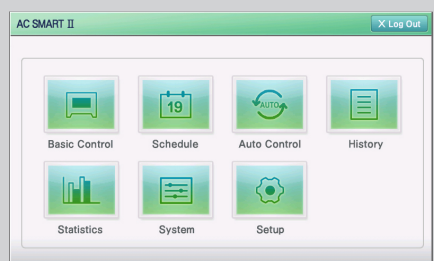 AC SMART II
X Log Out
19
AUTO
Basic Control
Schedule
Auto Control
History
Statistics
System
Setup